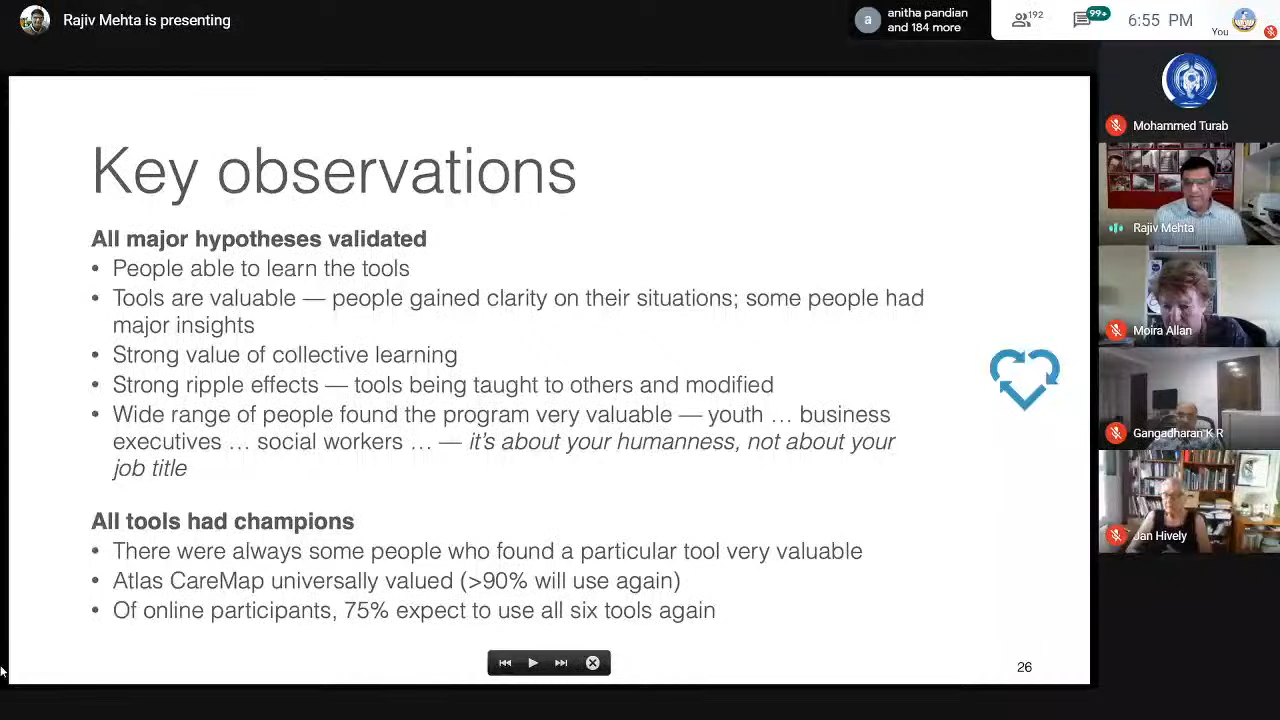 Rajiv Mehta is presenting
a
anitha pandian
and 184 more
192
99+
6:55 PM
You
Key observations
All major hypotheses validated
• People able to learn the tools
• Tools are valuable — people gained clarity on their situations; some people had
major insights
• Strong value of collective learning
• Strong ripple effects — tools being taught to others and modified
• Wide range of people found the program very valuable — youth … business
executives … social workers … — it's about your humanness, not about your
job title
All tools had champions
• There were always some people who found a particular tool very valuable
• Atlas CareMap universally valued (>90% will use again)
• Of online participants, 75% expect to use all six tools again
26
Mohammed Turab
Rajiv Mehta
Moira Allan
Gangadharan K R
Jan Hively